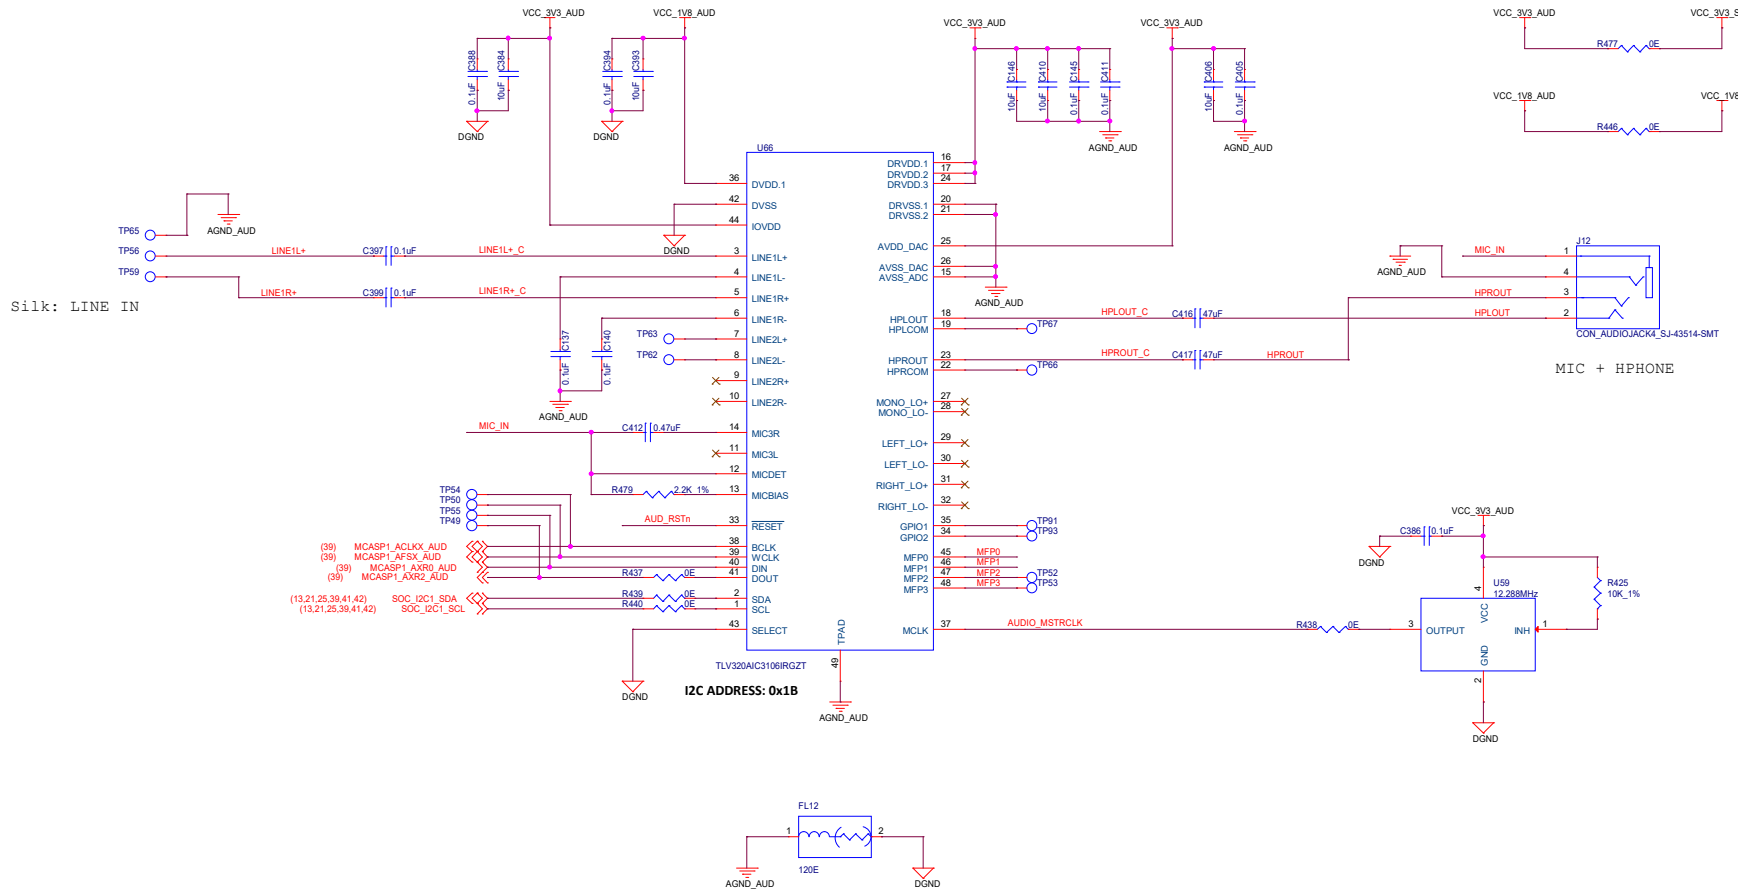 VCC_3V3_AUD
VCC_1V8_AUD
VCC_3V3_AUD
VCC_3V3_AUD
VCC_3V3_AUD
VCC_3V3_S
R477 0E
C388 0.1uF
C384 10uF
C394 0.1uF
C393 10uF
C146 10uF
C410 10uF
C145 0.1uF
C411 0.1uF
C406 10uF
C405 0.1uF
VCC_1V8_AUD
VCC_1V8
R446 0E
DGND
DGND
AGND_AUD
AGND_AUD
U66
36 DVDD.1
42 DVSS
44 IOVDD
3 LINE1L+
4 LINE1L-
5 LINE1R+
6 LINE1R-
7 LINE2L+
8 LINE2L-
9 LINE2R+
10 LINE2R-
14 MIC3R
11 MIC3L
12 MICDET
13 MICBIAS
33 RESET
38 BCLK
39 WCLK
40 DIN
41 DOUT
2 SDA
1 SCL
43 SELECT
TPAD
49
DRVDD.1 16
DRVDD.2 17
DRVDD.3 24
DRVSS.1 20
DRVSS.2 21
AVDD_DAC 25
AVSS_DAC 26
AVSS_ADC 15
HPLOUT 18
HPLCOM 19
HPROUT 23
HPRCOM 22
MONO_LO+ 27
MONO_LO- 28
LEFT_LO+ 29
LEFT_LO- 30
RIGHT_LO+ 31
RIGHT_LO- 32
GPIO1 35
GPIO2 34
MFP0 45
MFP1 46
MFP2 47
MFP3 48
MCLK 37
TLV320AIC3106IRGZT
I2C ADDRESS: 0x1B
AGND_AUD
TP65
AGND_AUD
TP56
LINE1L+
C397 0.1uF
LINE1L+_C
DGND
TP59
LINE1R+
C399 0.1uF
LINE1R+_C
Silk: LINE IN
C137 0.1uF
C140 0.1uF
AGND_AUD
TP63
TP62
MIC_IN
C412 0.47uF
R479 2.2K_1%
TP54
TP50
TP55
TP49
AUD_RSTn
(39) MCASP1_ACLKX_AUD
(39) MCASP1_AFSX_AUD
(39) MCASP1_AXR0_AUD
(39) MCASP1_AXR2_AUD
R437 0E
(13,21,25,39,41,42) SOC_I2C1_SDA
R439 0E
(13,21,25,39,41,42) SOC_I2C1_SCL
R440 0E
DGND
AGND_AUD
HPLOUT_C
C416 47uF
HPLOUT
TP67
HPROUT_C
C417 47uF
HPROUT
HPROUT
TP66
MIC_IN
AGND_AUD
J12
1
4
3
2
CON_AUDIOJACK4_SJ-43514-SMT
MIC + HPHONE
TP91
TP93
MFP0
MFP1
MFP2
TP52
MFP3
TP53
AUDIO_MSTRCLK
R438 0E
VCC_3V3_AUD
C386 0.1uF
DGND
U59
12.288MHz
4 VCC
3 OUTPUT
INH 1
GND 2
R425
10K_1%
DGND
FL12
1
2
120E
AGND_AUD
DGND